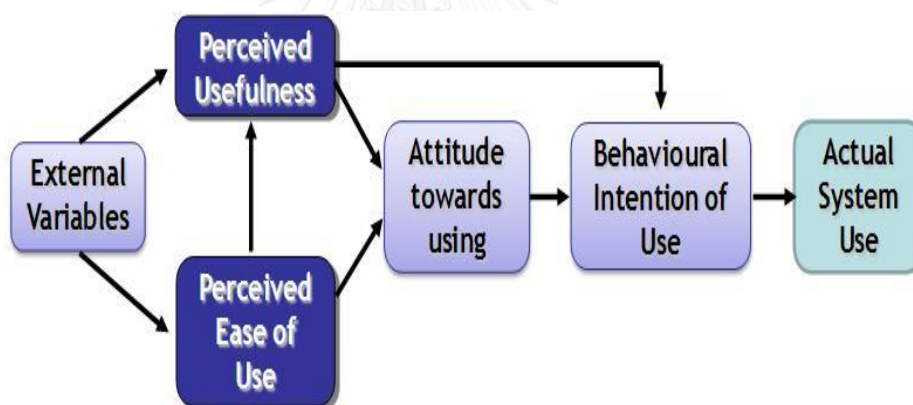 Perceived
Usefulness
External
Variables
Perceived
Ease of
Use
Attitude
towards
using
Behavioural
Intention of
Use
Actual
System
Use